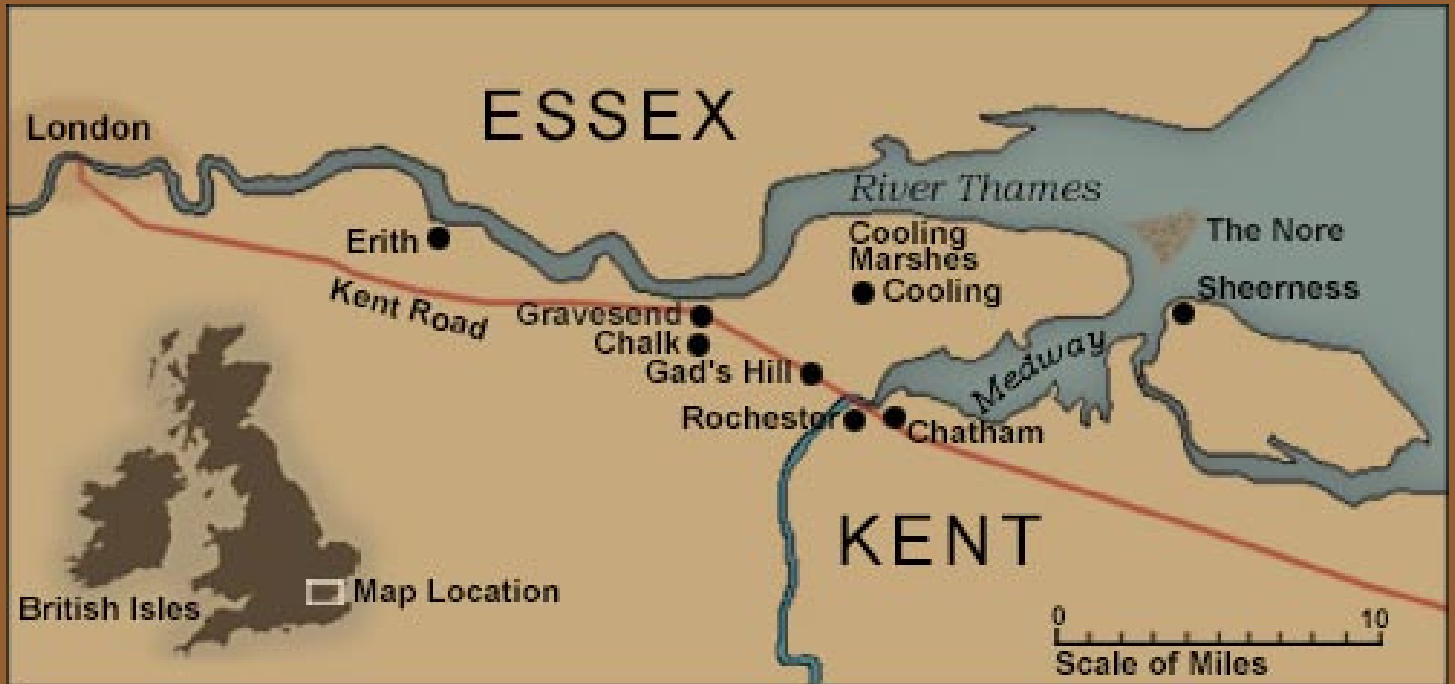 London
ESSEX
River Thames
Cooling
Marshes
The Nore
Erith
Cooling
Sheerness
Kent Road
Gravesend
Chalk
Medway
Gad's Hill
Rochester
Chatham
KENT
British Isles
Map Location
0 10
Scale of Miles